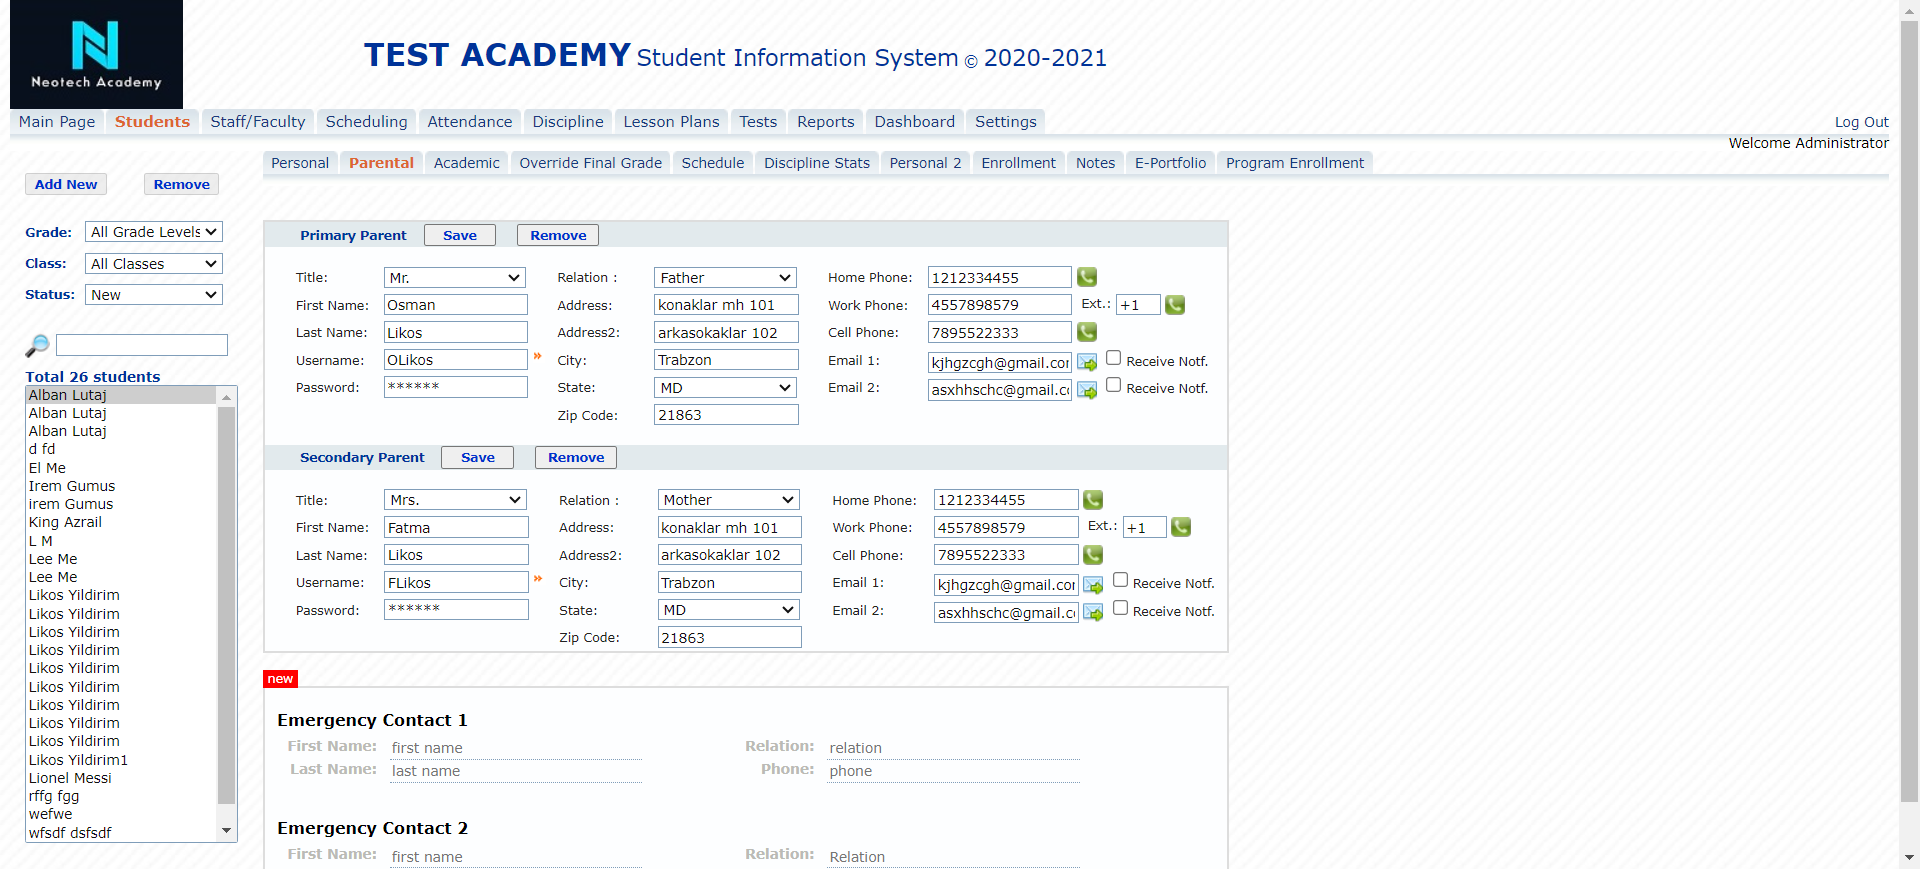 Neotech Academy
TEST ACADEMY Student Information System © 2020-2021
Main Page Students Staff/Faculty Scheduling Attendance Discipline Lesson Plans Tests Reports Dashboard Settings Log Out
Welcome Administrator
Personal Parental Academic Override Final Grade Schedule Discipline Stats Personal 2 Enrollment Notes E-Portfolio Program Enrollment
Add New Remove
Grade: All Grade Levels
Class: All Classes
Status: New
Total 26 students
Alban Lutaj
Alban Lutaj
Alban Lutaj
d fd
El Me
Irem Gumus
irem Gumus
King Azrail
L M
Lee Me
Lee Me
Likos Yildirim
Likos Yildirim
Likos Yildirim
Likos Yildirim
Likos Yildirim
Likos Yildirim
Likos Yildirim
Likos Yildirim
Likos Yildirim
Likos Yildirim1
Lionel Messi
rffg fgg
wefwe
wfsdf dsfsdf
Primary Parent Save Remove
Title: Mr. Relation : Father Home Phone: 1212334455
First Name: Osman Address: konaklar mh 101 Work Phone: 4557898579 Ext.: +1
Last Name: Likos Address2: arkasokaklar 102 Cell Phone: 7895522333
Username: OLikos » City: Trabzon Email 1: kjhgzcgh@gmail.cor Receive Notf.
Password: ****** State: MD Email 2: asxhhschc@gmail.cc Receive Notf.
Zip Code: 21863
Secondary Parent Save Remove
Title: Mrs. Relation : Mother Home Phone: 1212334455
First Name: Fatma Address: konaklar mh 101 Work Phone: 4557898579 Ext.: +1
Last Name: Likos Address2: arkasokaklar 102 Cell Phone: 7895522333
Username: FLikos » City: Trabzon Email 1: kjhgzcgh@gmail.cor Receive Notf.
Password: ****** State: MD Email 2: asxhhschc@gmail.cc Receive Notf.
Zip Code: 21863
new
Emergency Contact 1
First Name: first name Relation: relation
Last Name: last name Phone: phone
Emergency Contact 2
First Name: first name Relation: Relation